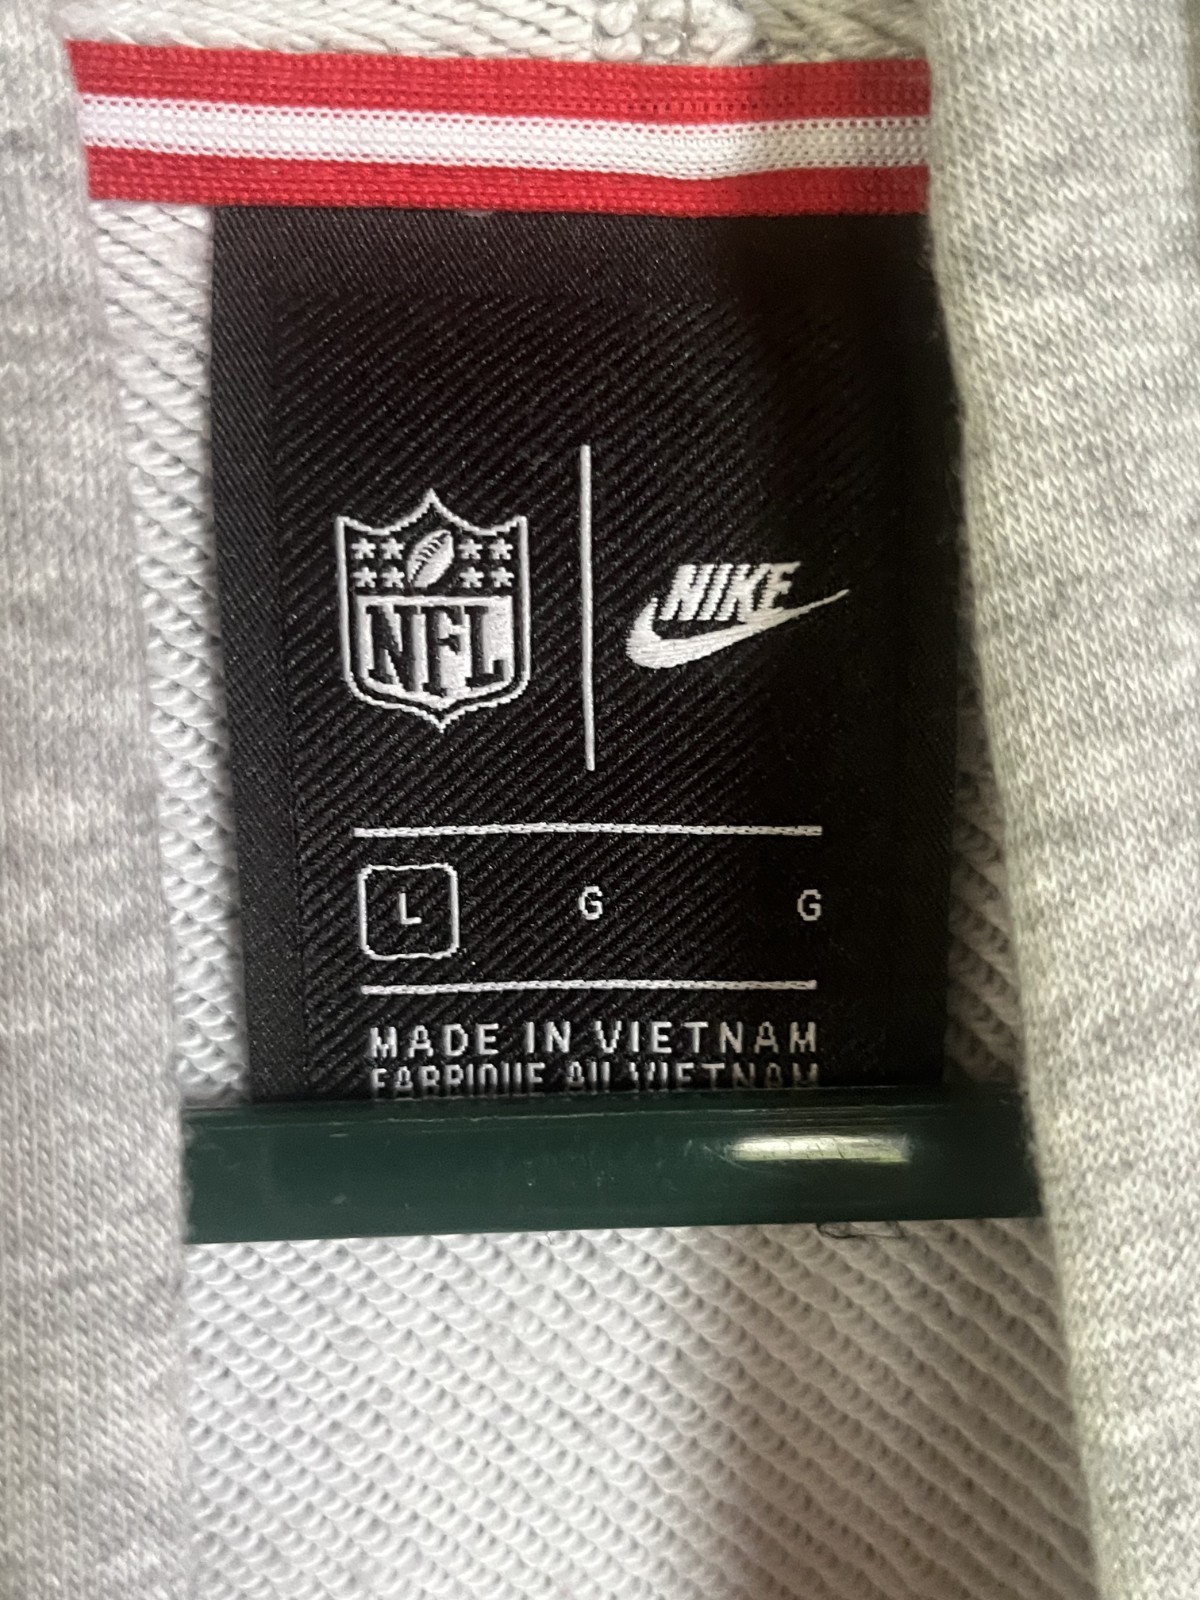 NFL
NIKE
L G G
MADE IN VIETNAM
FABRIQUE AU VIETNAM